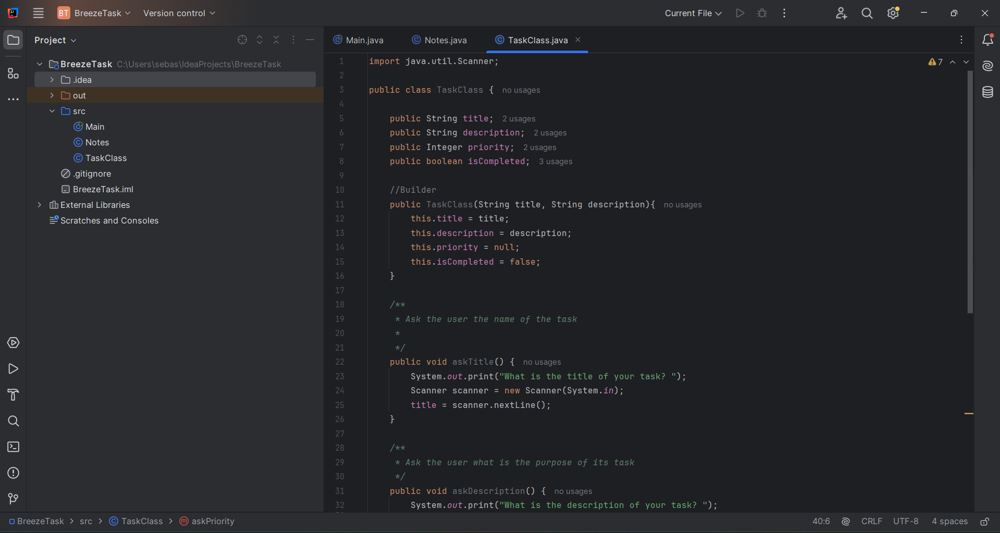 BT BreezeTask Version control Current File
Project
BreezeTask C:\Users\sebas\IdeaProjects\BreezeTask
.idea
out
src
Main
Notes
TaskClass
.gitignore
BreezeTask.iml
External Libraries
Scratches and Consoles
Main.java Notes.java TaskClass.java
7
1 import java.util.Scanner;
2
3 public class TaskClass { no usages
4
5 public String title; 2 usages
6 public String description; 2 usages
7 public Integer priority; 2 usages
8 public boolean isCompleted; 3 usages
9
10 //Builder
11 public TaskClass(String title, String description){ no usages
12 this.title = title;
13 this.description = description;
14 this.priority = null;
15 this.isCompleted = false;
16 }
17
18 /**
19 * Ask the user the name of the task
20 *
21 */
22 public void askTitle() { no usages
23 System.out.print("What is the title of your task? ");
24 Scanner scanner = new Scanner(System.in);
25 title = scanner.nextLine();
26 }
27
28 /**
29 * Ask the user what is the purpose of its task
30 */
31 public void askDescription() { no usages
32 System.out.print("What is the description of your task? ");
BreezeTask > src > TaskClass > askPriority 40:6 CRLF UTF-8 4 spaces